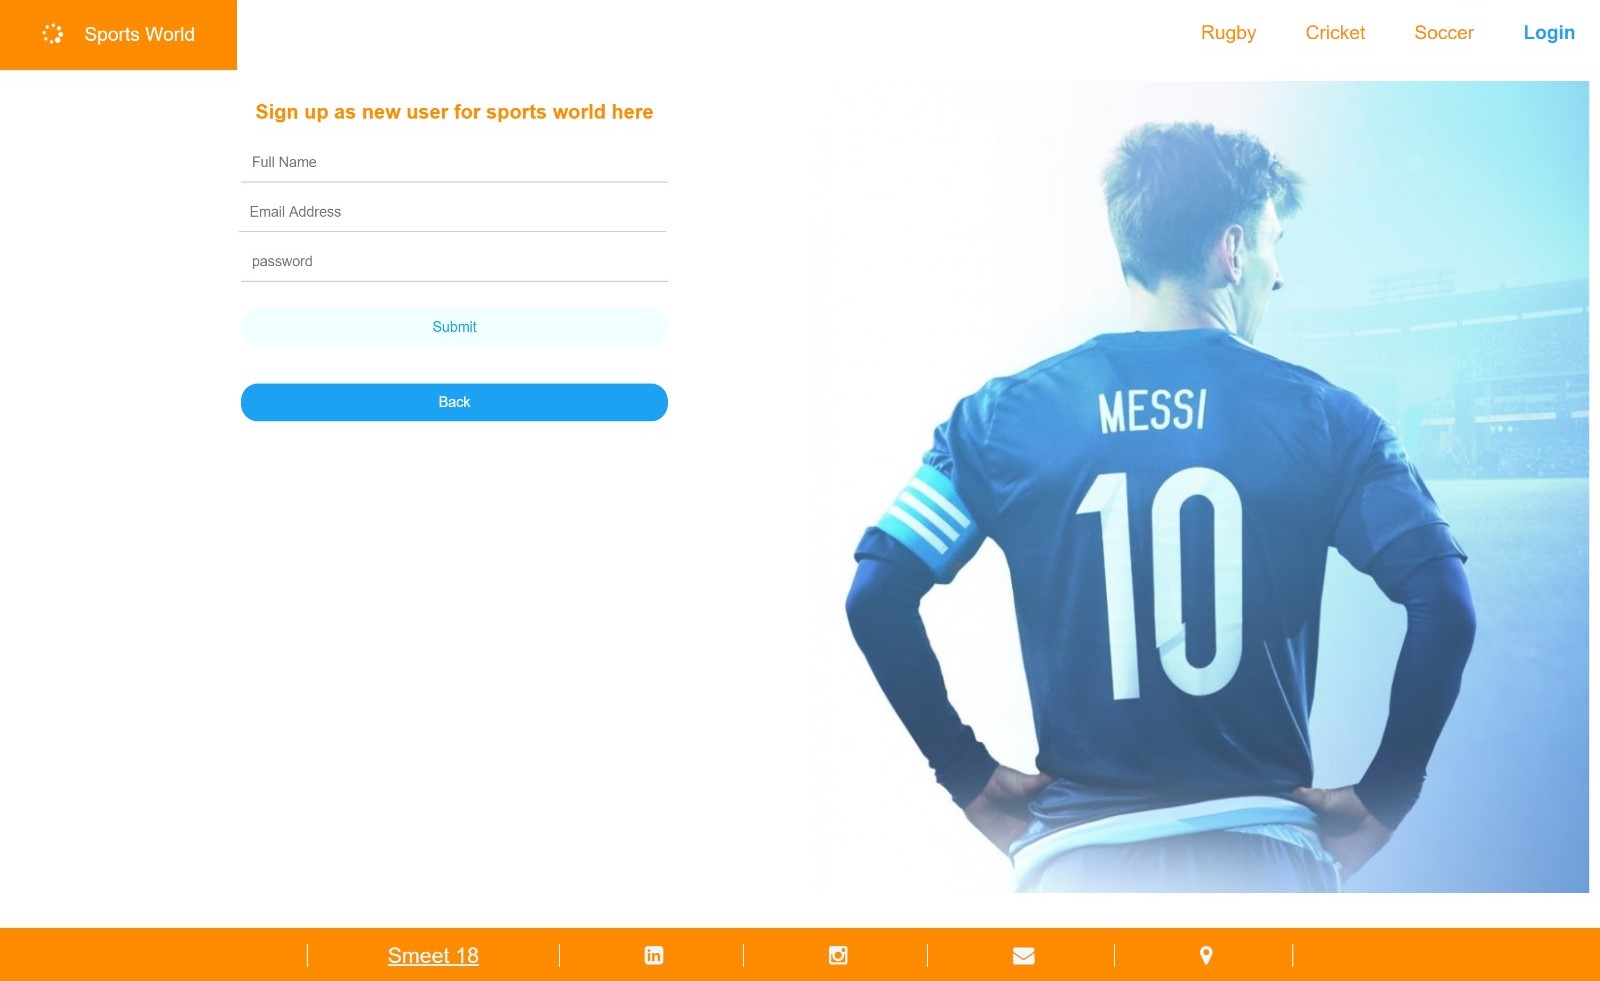 Sports World
Rugby Cricket Soccer Login
Sign up as new user for sports world here
Full Name
Email Address
password
Submit
Back
MESSI
10
Smeet 18